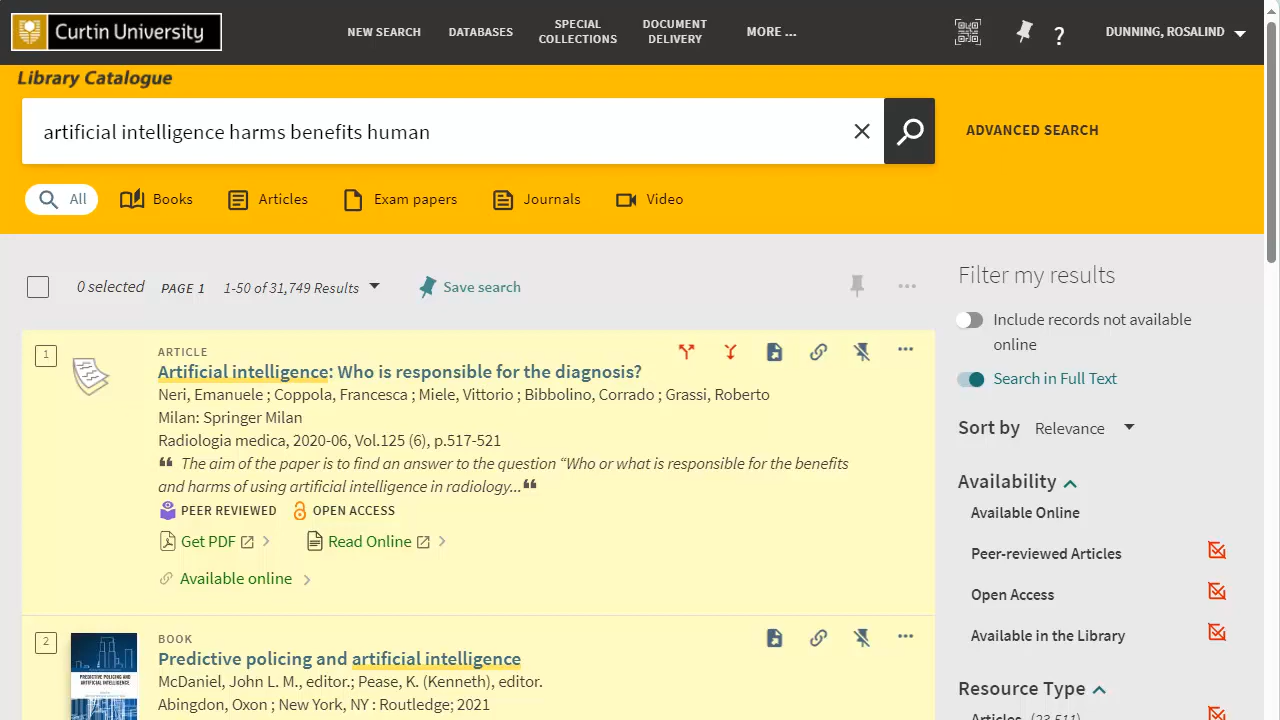 Curtin University
NEW SEARCH
DATABASES
SPECIAL
COLLECTIONS
DOCUMENT
DELIVERY
MORE ...
?
DUNNING, ROSALIND
Library Catalogue
artificial intelligence harms benefits human
ADVANCED SEARCH
All
Books
Articles
Exam papers
Journals
Video
0 selected PAGE 1 1-50 of 31,749 Results
Save search
Filter my results
Include records not available
online
Search in Full Text
Sort by Relevance
Availability
Available Online
Peer-reviewed Articles
Open Access
Available in the Library
Resource Type
Articles (23,511)
1
ARTICLE
Artificial intelligence: Who is responsible for the diagnosis?
Neri, Emanuele ; Coppola, Francesca ; Miele, Vittorio ; Bibbolino, Corrado ; Grassi, Roberto
Milan: Springer Milan
Radiologia medica, 2020-06, Vol.125 (6), p.517-521
❝ The aim of the paper is to find an answer to the question “Who or what is responsible for the benefits
and harms of using artificial intelligence in radiology...❝
PEER REVIEWED OPEN ACCESS
Get PDF
Read Online
Available online
2
BOOK
Predictive policing and artificial intelligence
McDaniel, John L. M., editor.; Pease, K. (Kenneth), editor.
Abingdon, Oxon ; New York, NY : Routledge; 2021
PREDICTIVE POLICING AND
ARTIFICIAL INTELLIGENCE